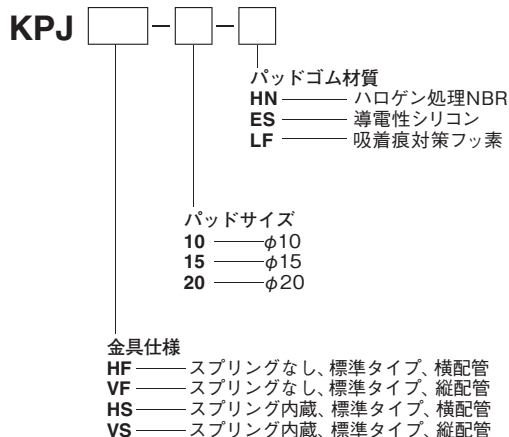 KPJ □-□-□
パッドゴム材質
HN ハロゲン処理NBR
ES 導電性シリコン
LF 吸着痕対策フッ素
パッドサイズ
10 φ10
15 φ15
20 φ20
金具仕様
HF スプリングなし、標準タイプ、横配管
VF スプリングなし、標準タイプ、縦配管
HS スプリング内蔵、標準タイプ、横配管
VS スプリング内蔵、標準タイプ、縦配管